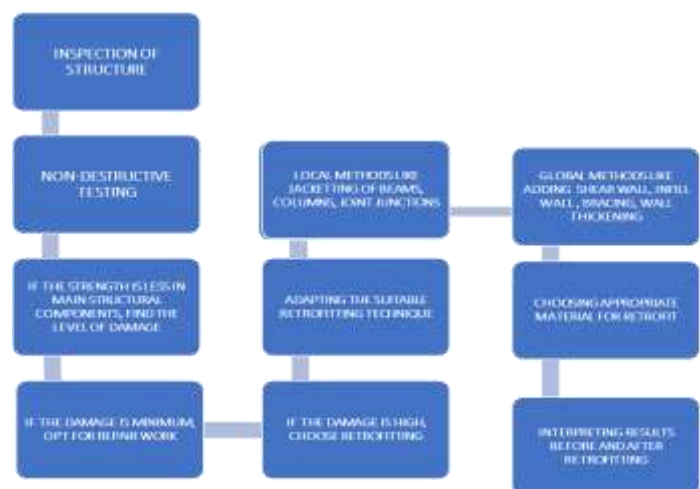 INSPECTION OF
STRUCTURE
NON-DESTRUCTIVE
TESTING
IF THE STRENGTH IS LESS IN
MAIN STRUCTURAL
COMPONENTS, FIND THE
LEVEL OF DAMAGE
IF THE DAMAGE IS MINIMUM,
OPT FOR REPAIR WORK
IF THE DAMAGE IS HIGH,
CHOOSE RETROFITTING
ADAPTING THE SUITABLE
RETROFITTING TECHNIQUE
LOCAL METHODS LIKE
JACKETTING OF BEAMS,
COLUMNS, JOINT JUNCTIONS
GLOBAL METHODS LIKE
ADDING SHEAR WALL, INFILL
WALL , BRACING, WALL
THICKENING
CHOOSING APPROPRIATE
MATERIAL FOR RETROFIT
INTERPRETING RESULTS
BEFORE AND AFTER
RETROFITTING